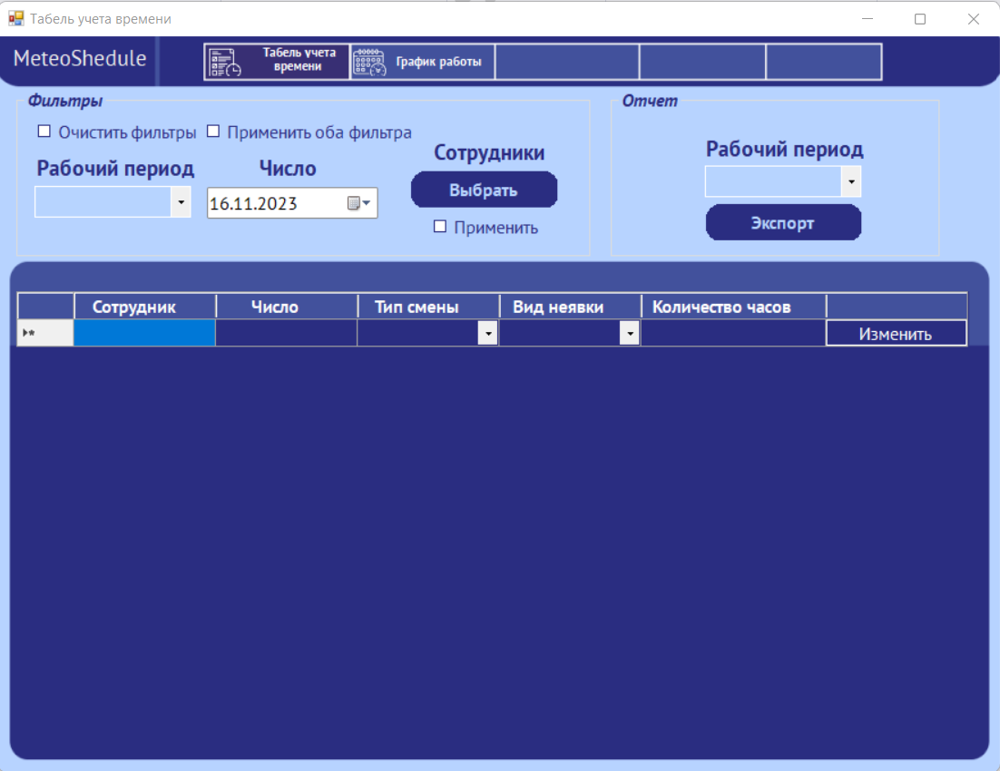 Табель учета времени
MeteoShedule
Табель учета
времени
График работы
Фильтры
Очистить фильтры
Применить оба фильтра
Рабочий период
Число
16.11.2023
Сотрудники
Выбрать
Применить
Отчет
Рабочий период
Экспорт
Сотрудник Число Тип смены Вид неявки Количество часов
Изменить